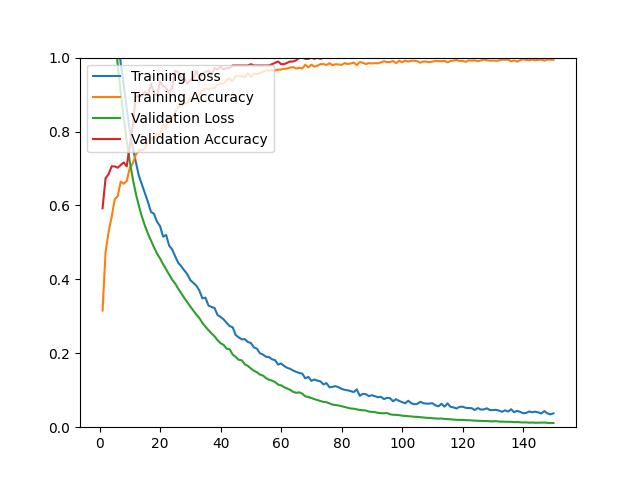 1.0
0.8
0.6
0.4
0.2
0.0
Training Loss
Training Accuracy
Validation Loss
Validation Accuracy
0 20 40 60 80 100 120 140